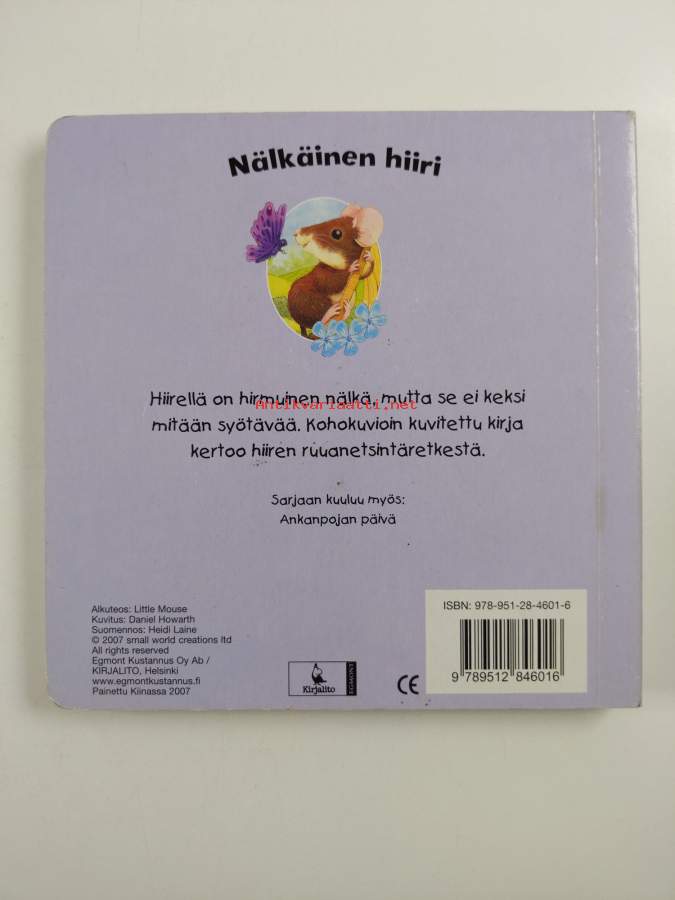 Nälkäinen hiiri
Hiirellä on hirmuinen nälkä, mutta se ei keksi
Antikvariaatti.net
mitään syötävää. Kohokuvioin kuvitettu kirja
kertoo hiiren ruuanetsintäretkestä.
Sarjaan kuuluu myös:
Ankanpojan päivä
Alkuteos: Little Mouse
Kuvitus: Daniel Howarth
Suomennos: Heidi Laine
© 2007 small world creations ltd
All rights reserved
Egmont Kustannus Oy Ab /
KIRJALITO, Helsinki
www.egmontkustannus.fi
Painettu Kiinassa 2007
Kirjalito
EGMONT
CE
ISBN: 978-951-28-4601-6
9 789512 846016